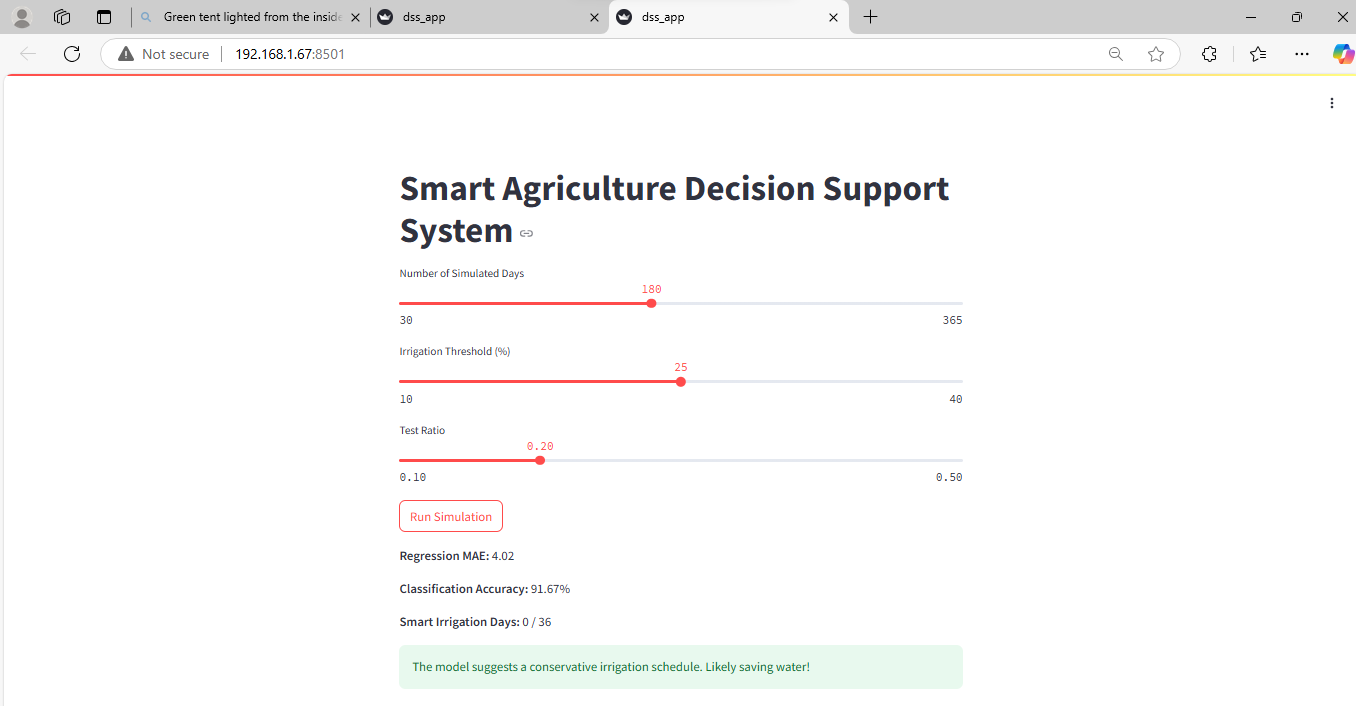 Green tent lighted from the inside
dss_app
dss_app
Not secure
192.168.1.67:8501
Smart Agriculture Decision Support
System
Number of Simulated Days
180
30 365
Irrigation Threshold (%)
25
10 40
Test Ratio
0.20
0.10 0.50
Run Simulation
Regression MAE: 4.02
Classification Accuracy: 91.67%
Smart Irrigation Days: 0 / 36
The model suggests a conservative irrigation schedule. Likely saving water!